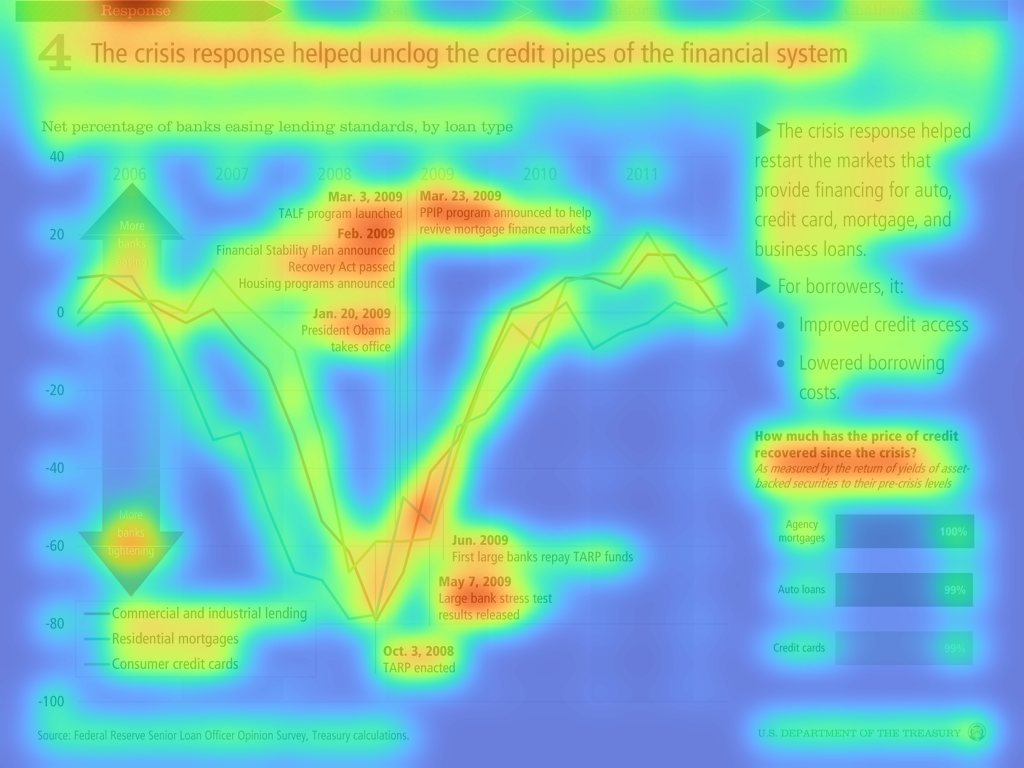 Response
4 The crisis response helped unclog the credit pipes of the financial system
Net percentage of banks easing lending standards, by loan type
40
20
0
-20
-40
-60
-80
-100
2006 2007 2008 2009 2010 2011
More
banks
Mar. 3, 2009
TALF program launched
Feb. 2009
Financial Stability Plan announced
Recovery Act passed
Housing programs announced
Jan. 20, 2009
President Obama
takes office
Mar. 23, 2009
PPIP program announced to help
revive mortgage finance markets
Jun. 2009
First large banks repay TARP funds
May 7, 2009
Large bank stress test
results released
Oct. 3, 2008
TARP enacted
More
banks
tightening
Commercial and industrial lending
Residential mortgages
Consumer credit cards
Source: Federal Reserve Senior Loan Officer Opinion Survey, Treasury calculations.
The crisis response helped
restart the markets that
provide financing for auto,
credit card, mortgage, and
business loans.
For borrowers, it:
• Improved credit access
• Lowered borrowing
costs.
How much has the price of credit
recovered since the crisis?
As measured by the return of yields of asset-
backed securities to their pre-crisis levels
Agency
mortgages
100%
Auto loans
99%
Credit cards
99%
U.S. DEPARTMENT OF THE TREASURY